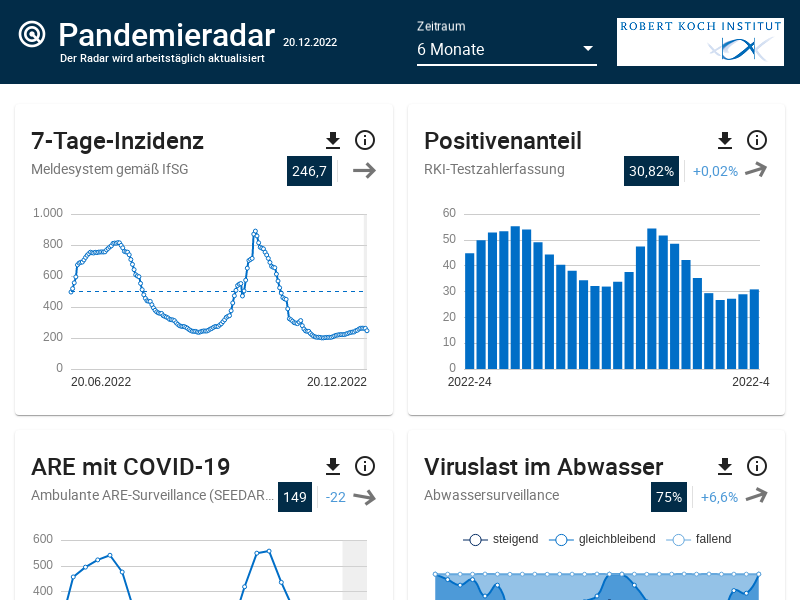 Pandemieradar 20.12.2022
Der Radar wird arbeitstäglich aktualisiert
Zeitraum
6 Monate
ROBERT KOCH INSTITUT
7-Tage-Inzidenz
Meldesystem gemäß IfSG
246,7
1.000
800
600
400
200
0
20.06.2022
20.12.2022
Positivenanteil
RKI-Testzahlerfassung
30,82%
+0,02%
60
50
40
30
20
10
0
2022-24
2022-4
ARE mit COVID-19
Ambulante ARE-Surveillance (SEEDAR...
149
-22
600
500
400
Viruslast im Abwasser
Abwassersurveillance
75%
+6,6%
steigend
gleichbleibend
fallend